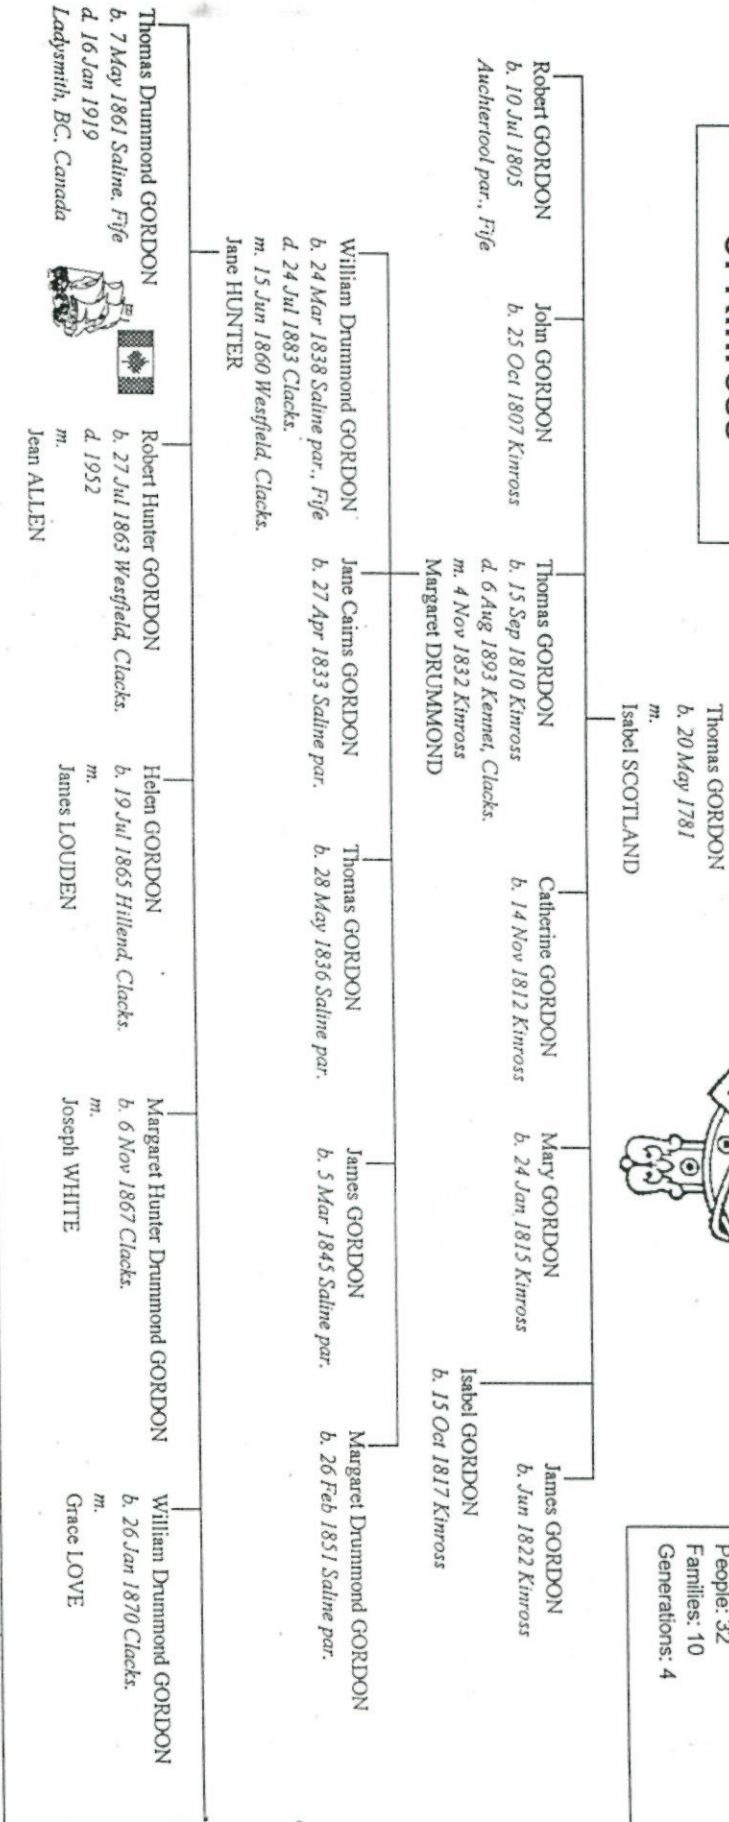 Thomas GORDON
b. 20 May 1781
m.
Isabel SCOTLAND
People: 32
Families: 10
Generations: 4
Robert GORDON
b. 10 Jul 1805
Auchtertool par., Fife
John GORDON
b. 25 Oct 1807 Kinross
Thomas GORDON
b. 15 Sep 1810 Kinross
d. 6 Aug 1893 Kennet, Clacks.
m. 4 Nov 1832 Kinross
Margaret DRUMMOND
Catherine GORDON
b. 14 Nov 1812 Kinross
Mary GORDON
b. 24 Jan 1815 Kinross
Isabel GORDON
b. 15 Oct 1817 Kinross
James GORDON
b. Jun 1822 Kinross
William Drummond GORDON
b. 24 Mar 1838 Saline par., Fife
d. 24 Jul 1883 Clacks.
m. 15 Jun 1860 Westfield, Clacks.
Jane HUNTER
Jane Cairns GORDON
b. 27 Apr 1833 Saline par.
Thomas GORDON
b. 28 May 1836 Saline par.
James GORDON
b. 5 Mar 1845 Saline par.
Margaret Drummond GORDON
b. 26 Feb 1851 Saline par.
Thomas Drummond GORDON
b. 7 May 1861 Saline, Fife
d. 16 Jan 1919
Ladysmith, BC, Canada
Robert Hunter GORDON
b. 27 Jul 1863 Westfield, Clacks.
d. 1952
m.
Jean ALLEN
Helen GORDON
b. 19 Jul 1865 Hillend, Clacks.
m.
James LOUDEN
Margaret Hunter Drummond GORDON
b. 6 Nov 1867 Clacks.
m.
Joseph WHITE
William Drummond GORDON
b. 26 Jan 1870 Clacks.
m.
Grace LOVE